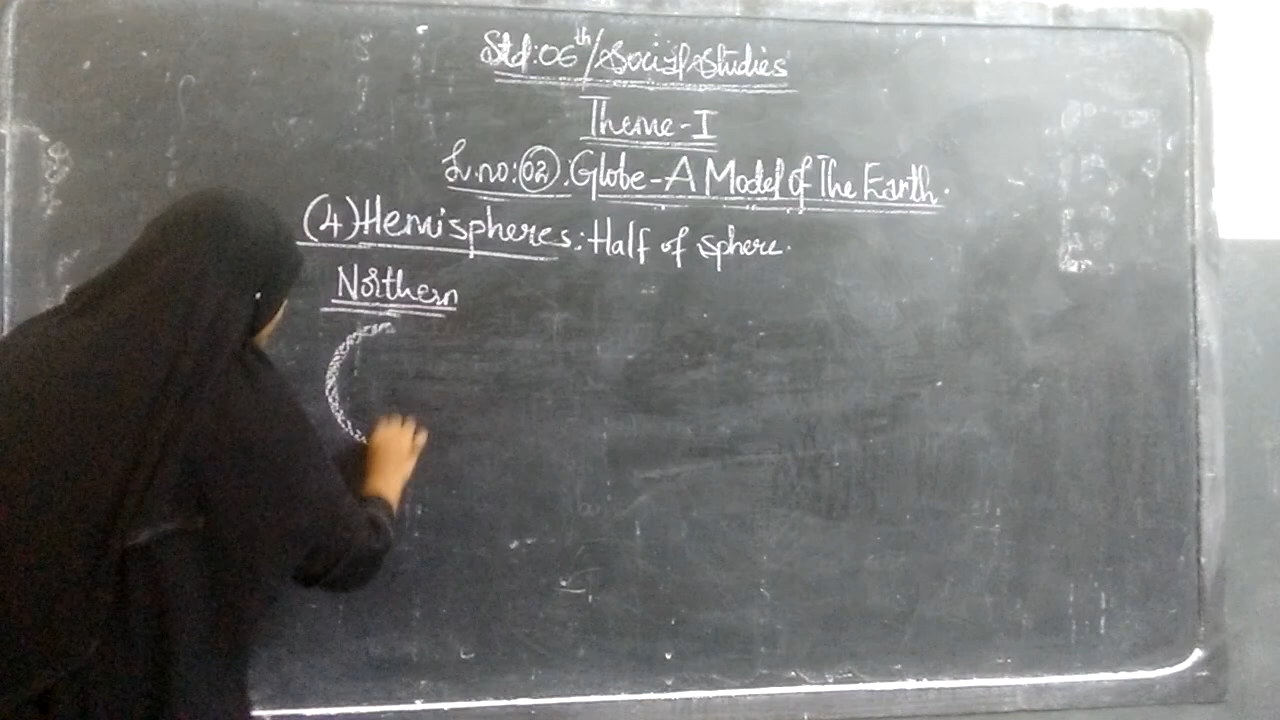 Std:06th/Social Studies
Theme-I
L.no:02:Globe-A Model of The Earth.
(4)Hemispheres:Half of sphere.
Northern